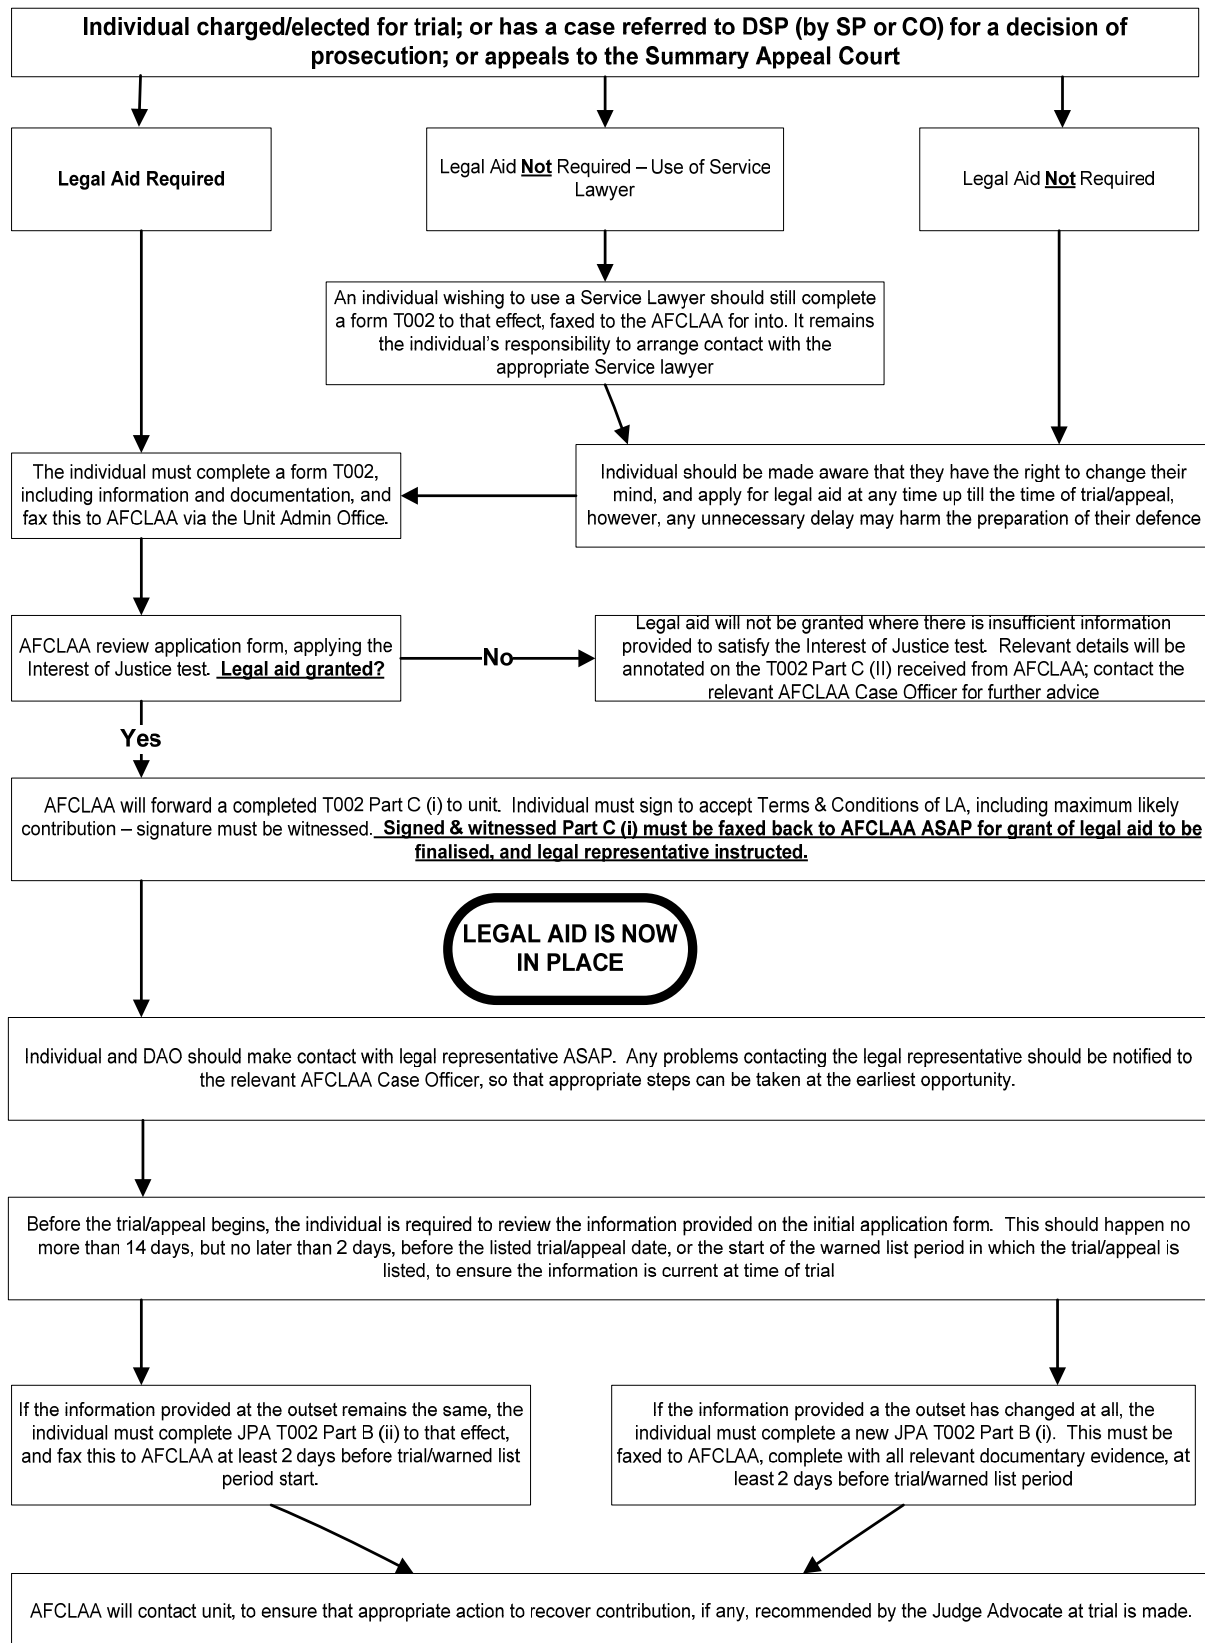 Individual charged/elected for trial; or has a case referred to DSP (by SP or CO) for a decision of
prosecution; or appeals to the Summary Appeal Court
Legal Aid Required
Legal Aid Not Required – Use of Service
Lawyer
Legal Aid Not Required
An individual wishing to use a Service Lawyer should still complete
a form T002 to that effect, faxed to the AFCLAA for into. It remains
the individual's responsibility to arrange contact with the
appropriate Service lawyer
The individual must complete a form T002,
including information and documentation, and
fax this to AFCLAA via the Unit Admin Office.
Individual should be made aware that they have the right to change their
mind, and apply for legal aid at any time up till the time of trial/appeal,
however, any unnecessary delay may harm the preparation of their defence
AFCLAA review application form, applying the
Interest of Justice test. Legal aid granted?
No
Legal aid will not be granted where there is insufficient information
provided to satisfy the Interest of Justice test. Relevant details will be
annotated on the T002 Part C (II) received from AFCLAA; contact the
relevant AFCLAA Case Officer for further advice
Yes
AFCLAA will forward a completed T002 Part C (i) to unit. Individual must sign to accept Terms & Conditions of LA, including maximum likely
contribution – signature must be witnessed. Signed & witnessed Part C (i) must be faxed back to AFCLAA ASAP for grant of legal aid to be
finalised, and legal representative instructed.
LEGAL AID IS NOW
IN PLACE
Individual and DAO should make contact with legal representative ASAP. Any problems contacting the legal representative should be notified to
the relevant AFCLAA Case Officer, so that appropriate steps can be taken at the earliest opportunity.
Before the trial/appeal begins, the individual is required to review the information provided on the initial application form. This should happen no
more than 14 days, but no later than 2 days, before the listed trial/appeal date, or the start of the warned list period in which the trial/appeal is
listed, to ensure the information is current at time of trial
If the information provided at the outset remains the same, the
individual must complete JPA T002 Part B (ii) to that effect,
and fax this to AFCLAA at least 2 days before trial/warned list
period start.
If the information provided a the outset has changed at all, the
individual must complete a new JPA T002 Part B (i). This must be
faxed to AFCLAA, complete with all relevant documentary evidence, at
least 2 days before trial/warned list period
AFCLAA will contact unit, to ensure that appropriate action to recover contribution, if any, recommended by the Judge Advocate at trial is made.